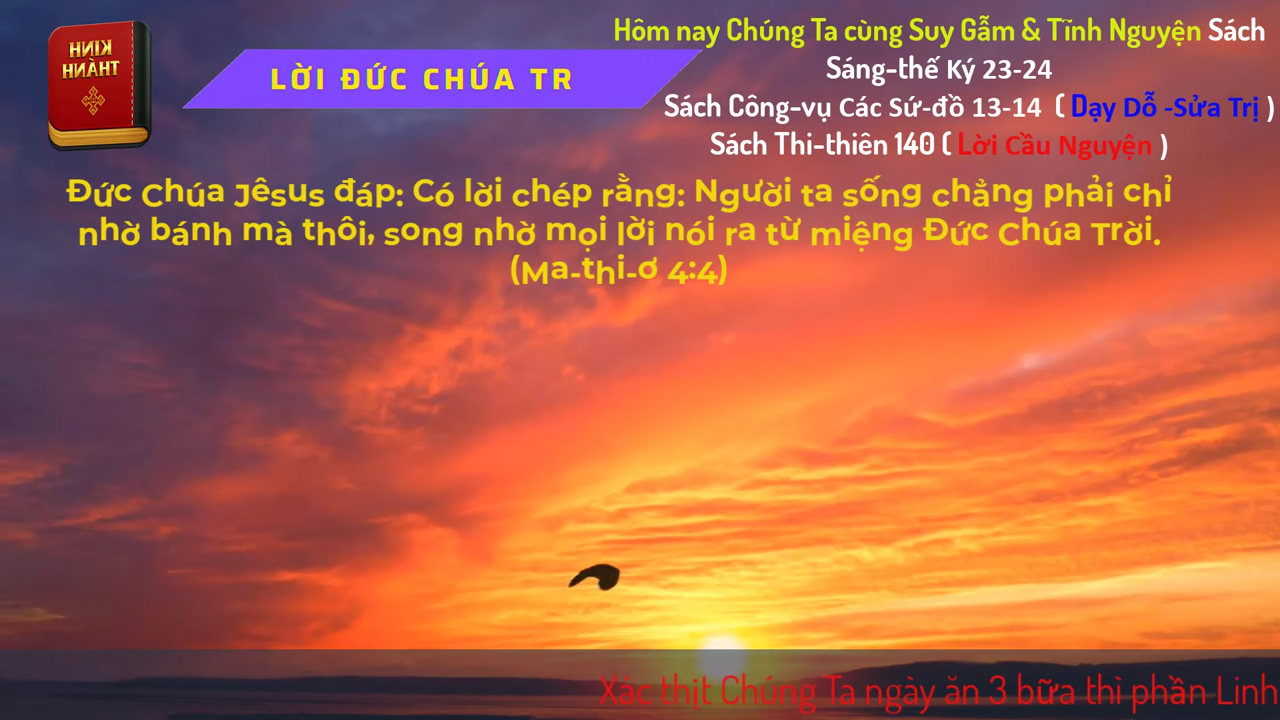 KINH
THÀNH
LỜI ĐỨC CHÚA TR
Hôm nay Chúng Ta cùng Suy Gẫm & Tĩnh Nguyện Sách
Sáng-thế Ký 23-24
Sách Công-vụ Các Sứ-đồ 13-14 ( Dạy Dỗ -Sửa Trị )
Sách Thi-thiên 140 ( Lời Cầu Nguyện )
Đức Chúa Jêsus đáp: Có lời chép rằng: Người ta sống chẳng phải chỉ
nhờ bánh mà thôi, song nhờ mọi lời nói ra từ miệng Đức Chúa Trời.
(Ma-thi-ơ 4:4)
Xác thịt Chúng Ta ngày ăn 3 bữa thì phần Linh